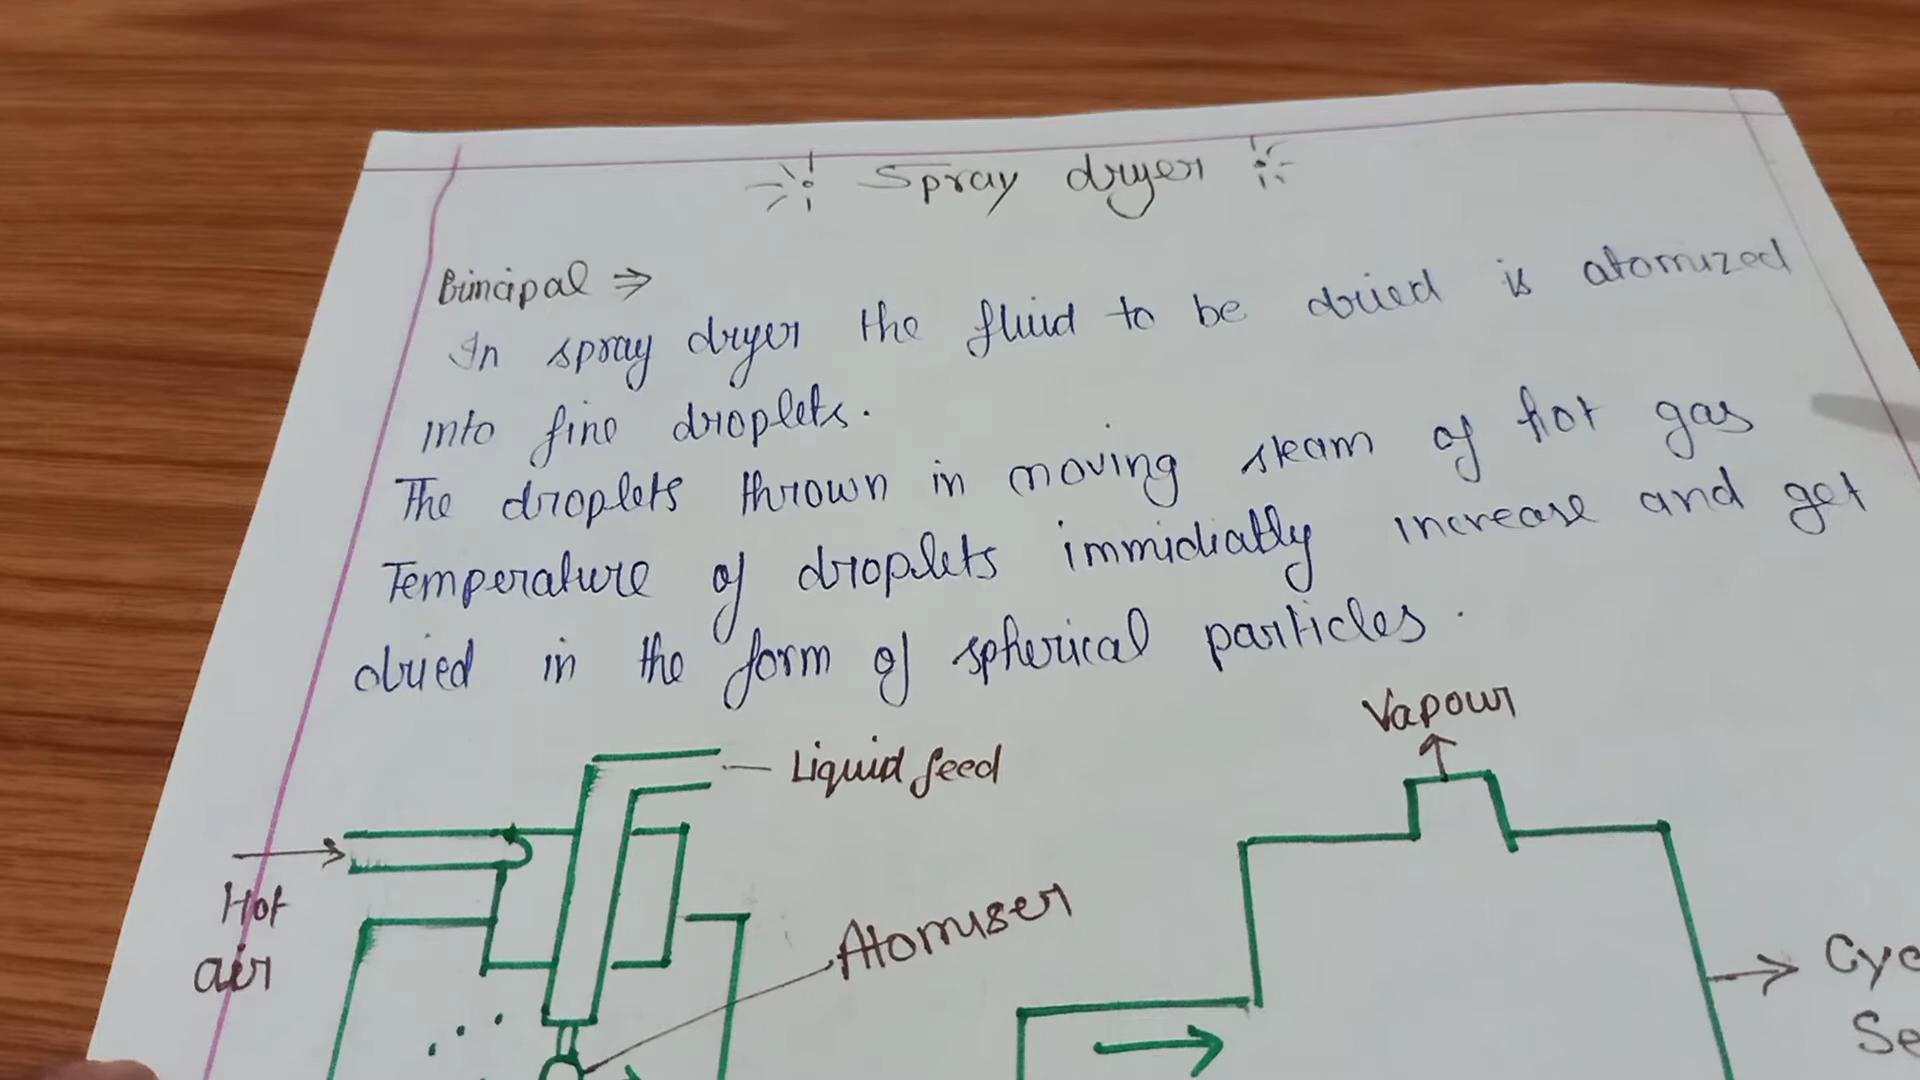 Spray dryer
Principal ⇒
In spray dryer the fluid to be dried is atomized
into fine droplets.
The droplets thrown in moving steam of hot gas
Temperature of droplets immidiatly increase and get
dried in the form of spherical particles.
Vapour
Liquid feed
Hot
air
Atomiser